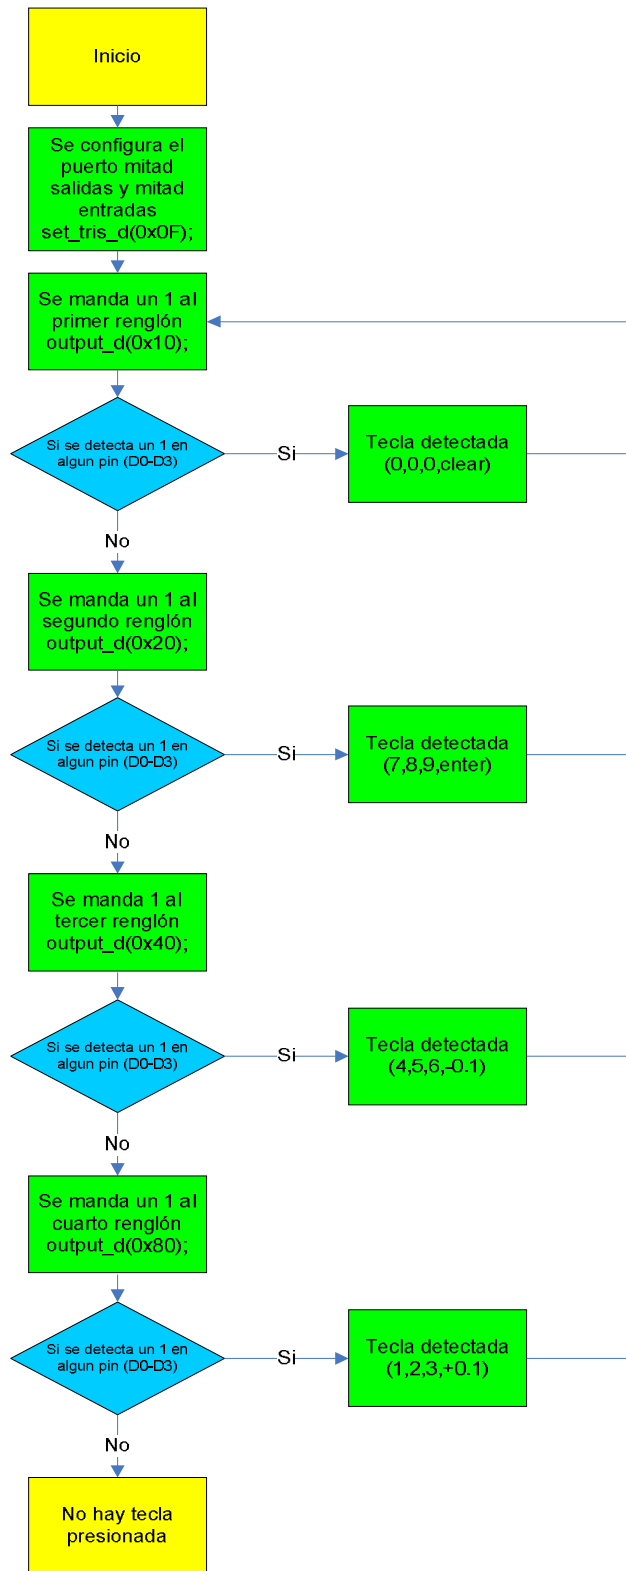 Inicio
Se configura el
puerto mitad
salidas y mitad
entradas
set_tris_d(0x0F);
Se manda un 1 al
primer renglón
output_d(0x10);
Si se detecta un 1 en
algun pin (D0-D3)
Si
Tecla detectada
(0,0,0,clear)
No
Se manda un 1 al
segundo renglón
output_d(0x20);
Si se detecta un 1 en
algun pin (D0-D3)
Si
Tecla detectada
(7,8,9,enter)
No
Se manda 1 al
tercer renglón
output_d(0x40);
Si se detecta un 1 en
algun pin (D0-D3)
Si
Tecla detectada
(4,5,6,-0.1)
No
Se manda un 1 al
cuarto renglón
output_d(0x80);
Si se detecta un 1 en
algun pin (D0-D3)
Si
Tecla detectada
(1,2,3,+0.1)
No
No hay tecla
presionada